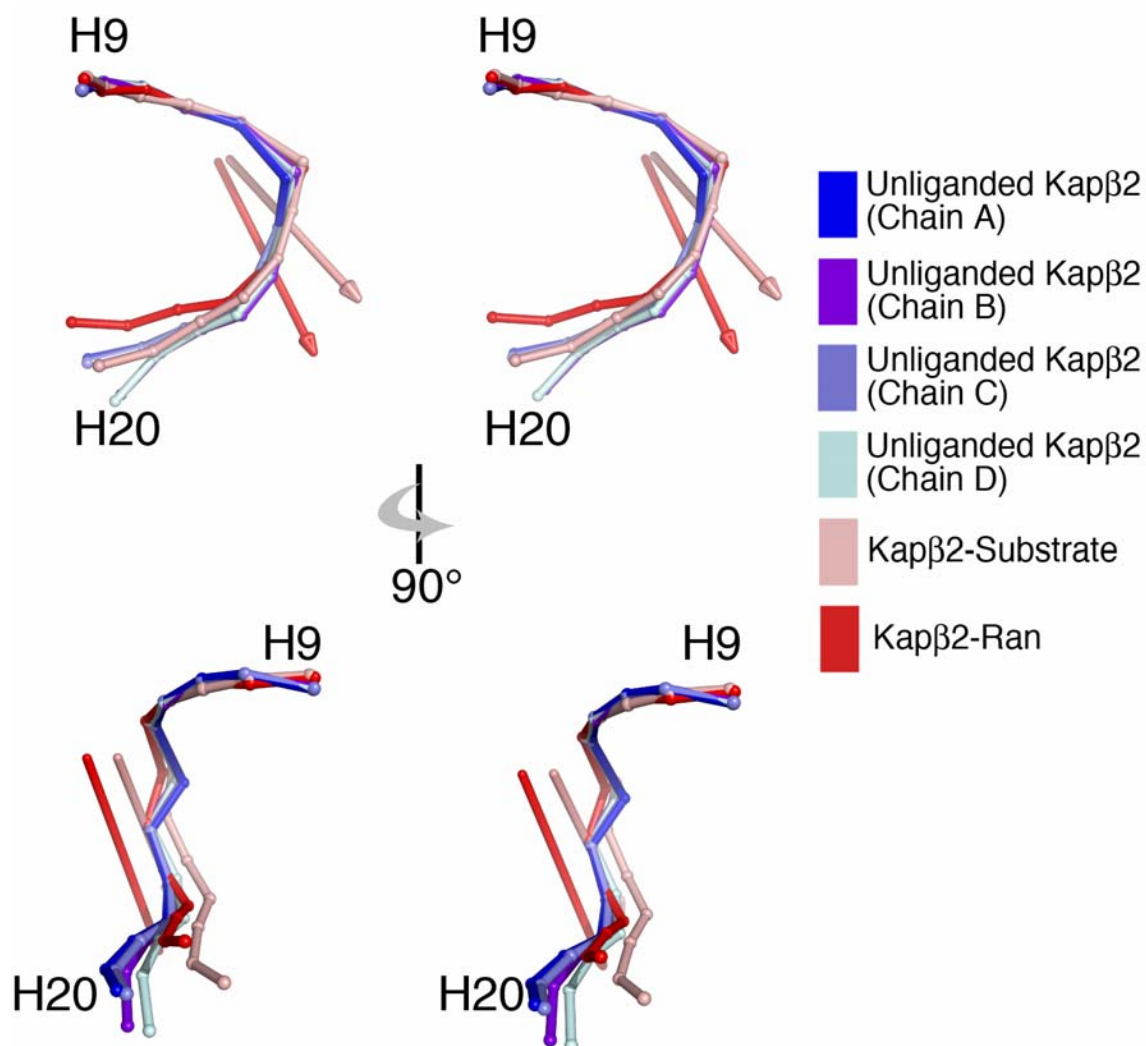 H9
H9
H20
H20
90°
H9
H9
H20
H20
Unliganded Kapβ2
(Chain A)
Unliganded Kapβ2
(Chain B)
Unliganded Kapβ2
(Chain C)
Unliganded Kapβ2
(Chain D)
Kapβ2-Substrate
Kapβ2-Ran